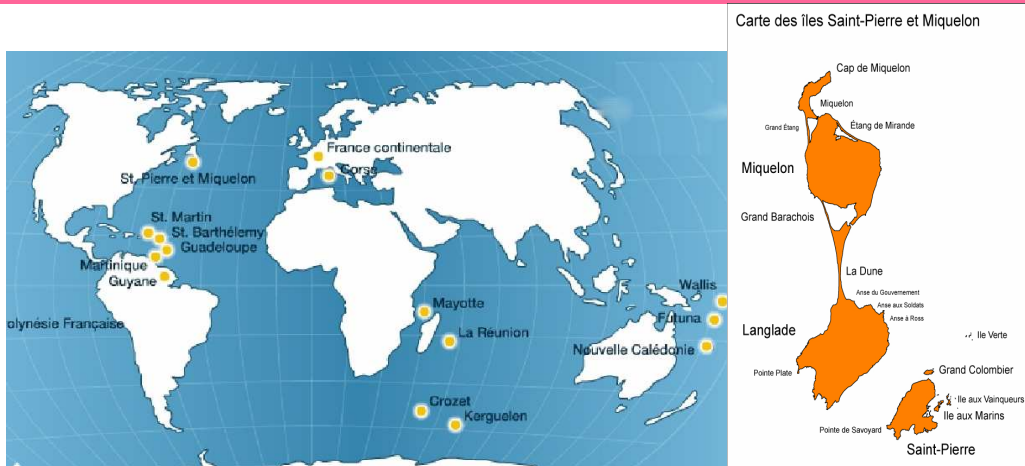 France continentale
Corse
St. Pierre et Miquelon
St. Martin
St. Barthélemy
Guadeloupe
Martinique
Guyane
Wallis
Mayotte
olynésie Française
Futuna
La Réunion
Nouvelle Calédonie
Crozet
Kerguelen
Carte des îles Saint-Pierre et Miquelon
Cap de Miquelon
Miquelon
Grand Étang
Étang de Mirande
Miquelon
Grand Barachois
La Dune
Anse du Gouvernement
Anse aux Soldats
Anse à Ross
Langlade
Ile Verte
Pointe Plate
Grand Colombier
Ile aux Vainqueurs
Ile aux Marins
Pointe de Savoyard
Saint-Pierre